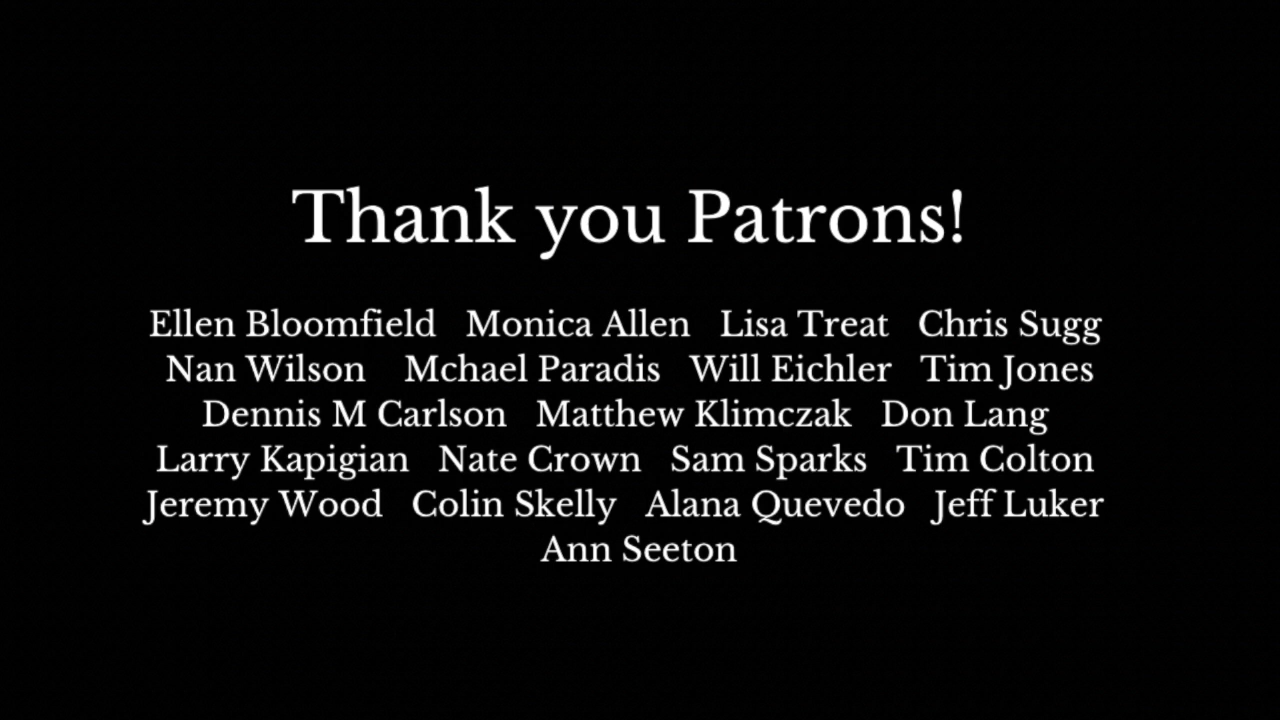 Thank you Patrons!
Ellen Bloomfield Monica Allen Lisa Treat Chris Sugg
Nan Wilson Mchael Paradis Will Eichler Tim Jones
Dennis M Carlson Matthew Klimczak Don Lang
Larry Kapigian Nate Crown Sam Sparks Tim Colton
Jeremy Wood Colin Skelly Alana Quevedo Jeff Luker
Ann Seeton